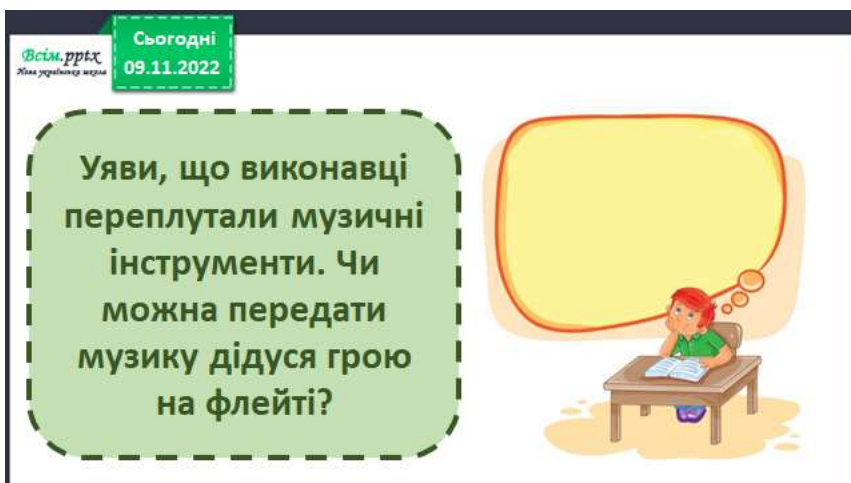 Всім.pptx
Нова українська школа
Сьогодні
09.11.2022
Уяви, що виконавці
переплутали музичні
інструменти. Чи
можна передати
музику дідуся грою
на флейті?